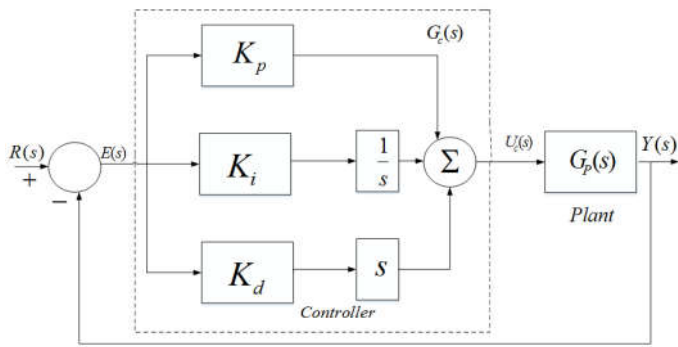 G_c(s)
K_p
R(s)
+
−
E(s)
K_i
1/s
Σ
U_c(s)
G_P(s)
Y(s)
Plant
K_d
s
Controller